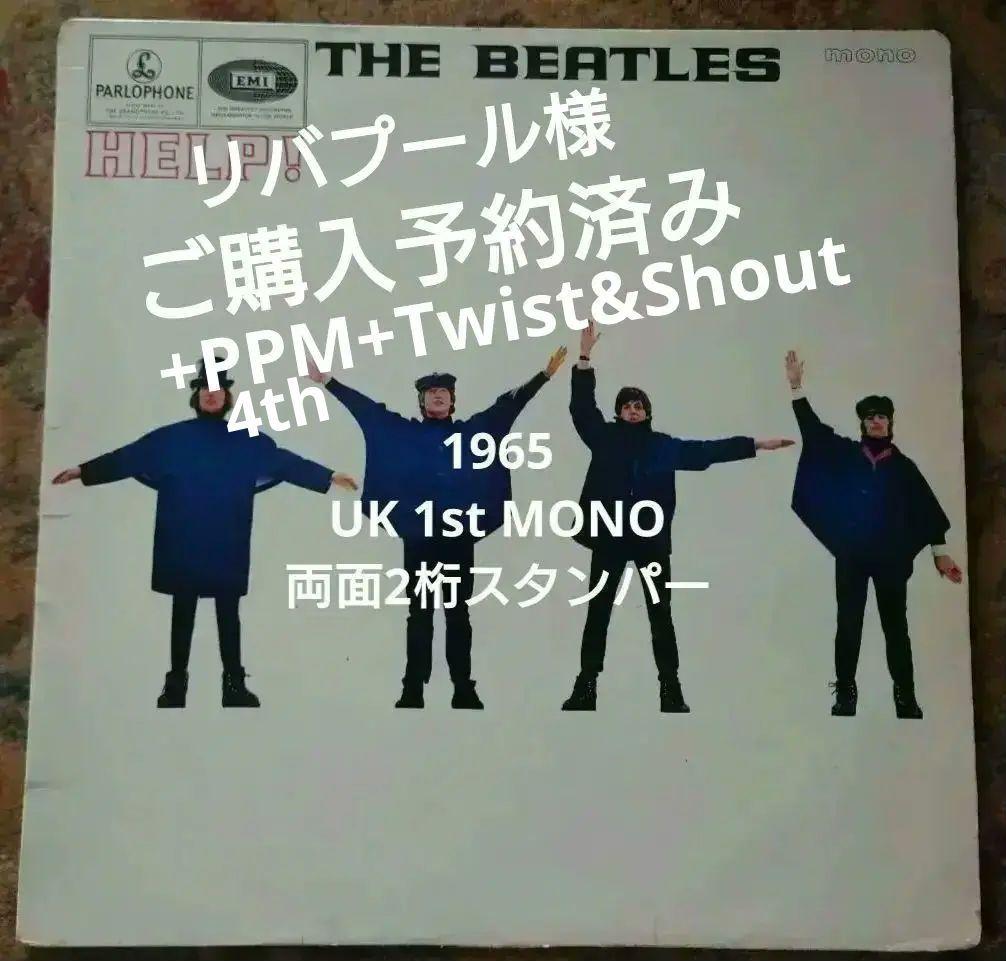 THE BEATLES
mono
PARLOPHONE
EMI
HELP!
リバプール様
ご購入予約済み
+PPM+Twist&Shout
4th
1965
UK 1st MONO
両面2桁スタンパー